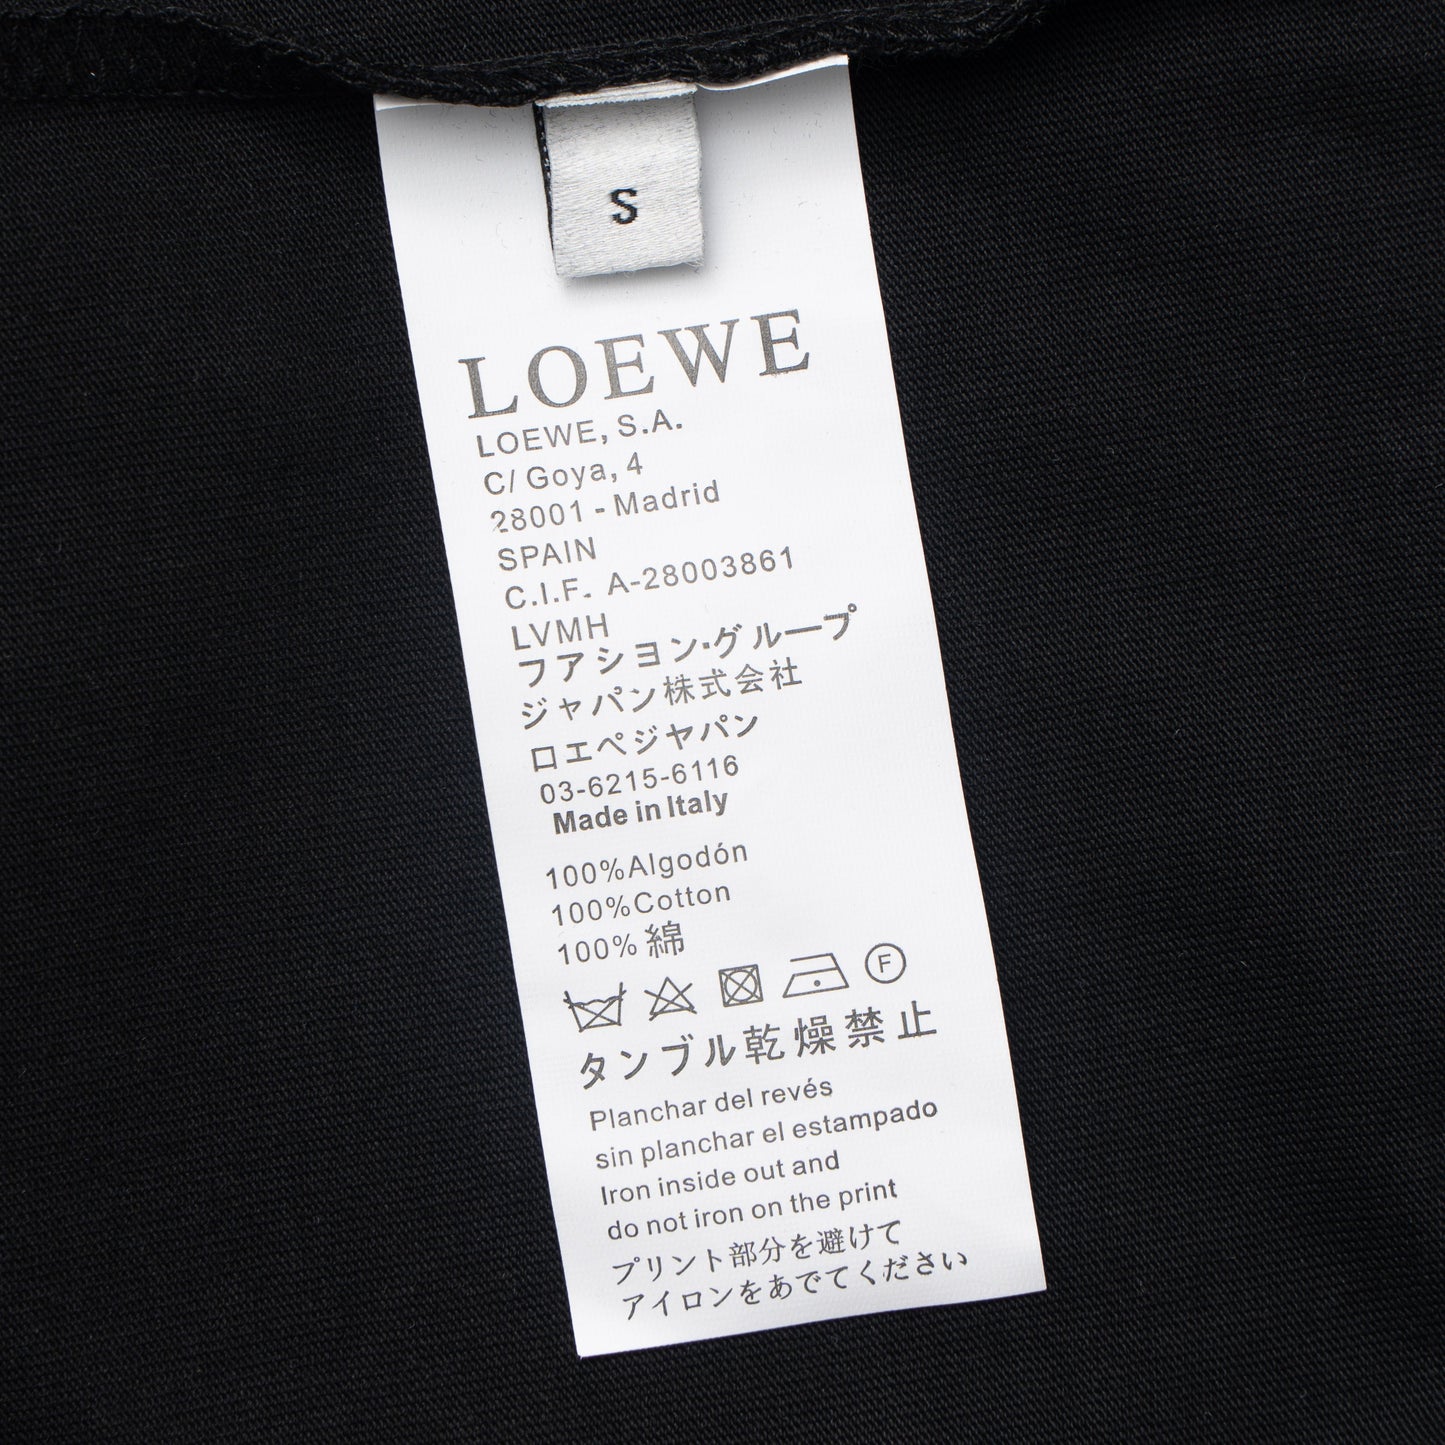 S
LOEWE
LOEWE, S.A.
C/ Goya, 4
28001 - Madrid
SPAIN
C.I.F. A-28003861
LVMH
フアシヨン·グループ
ジャパン株式会社
ロエペジヤパン
03-6215-6116
Made in Italy
100%Algodón
100%Cotton
100% 綿
F
タンブル乾燥禁止
Planchar del revés
sin planchar el estampado
Iron inside out and
do not iron on the print
プリント部分を避けて
アイロンをあでてください